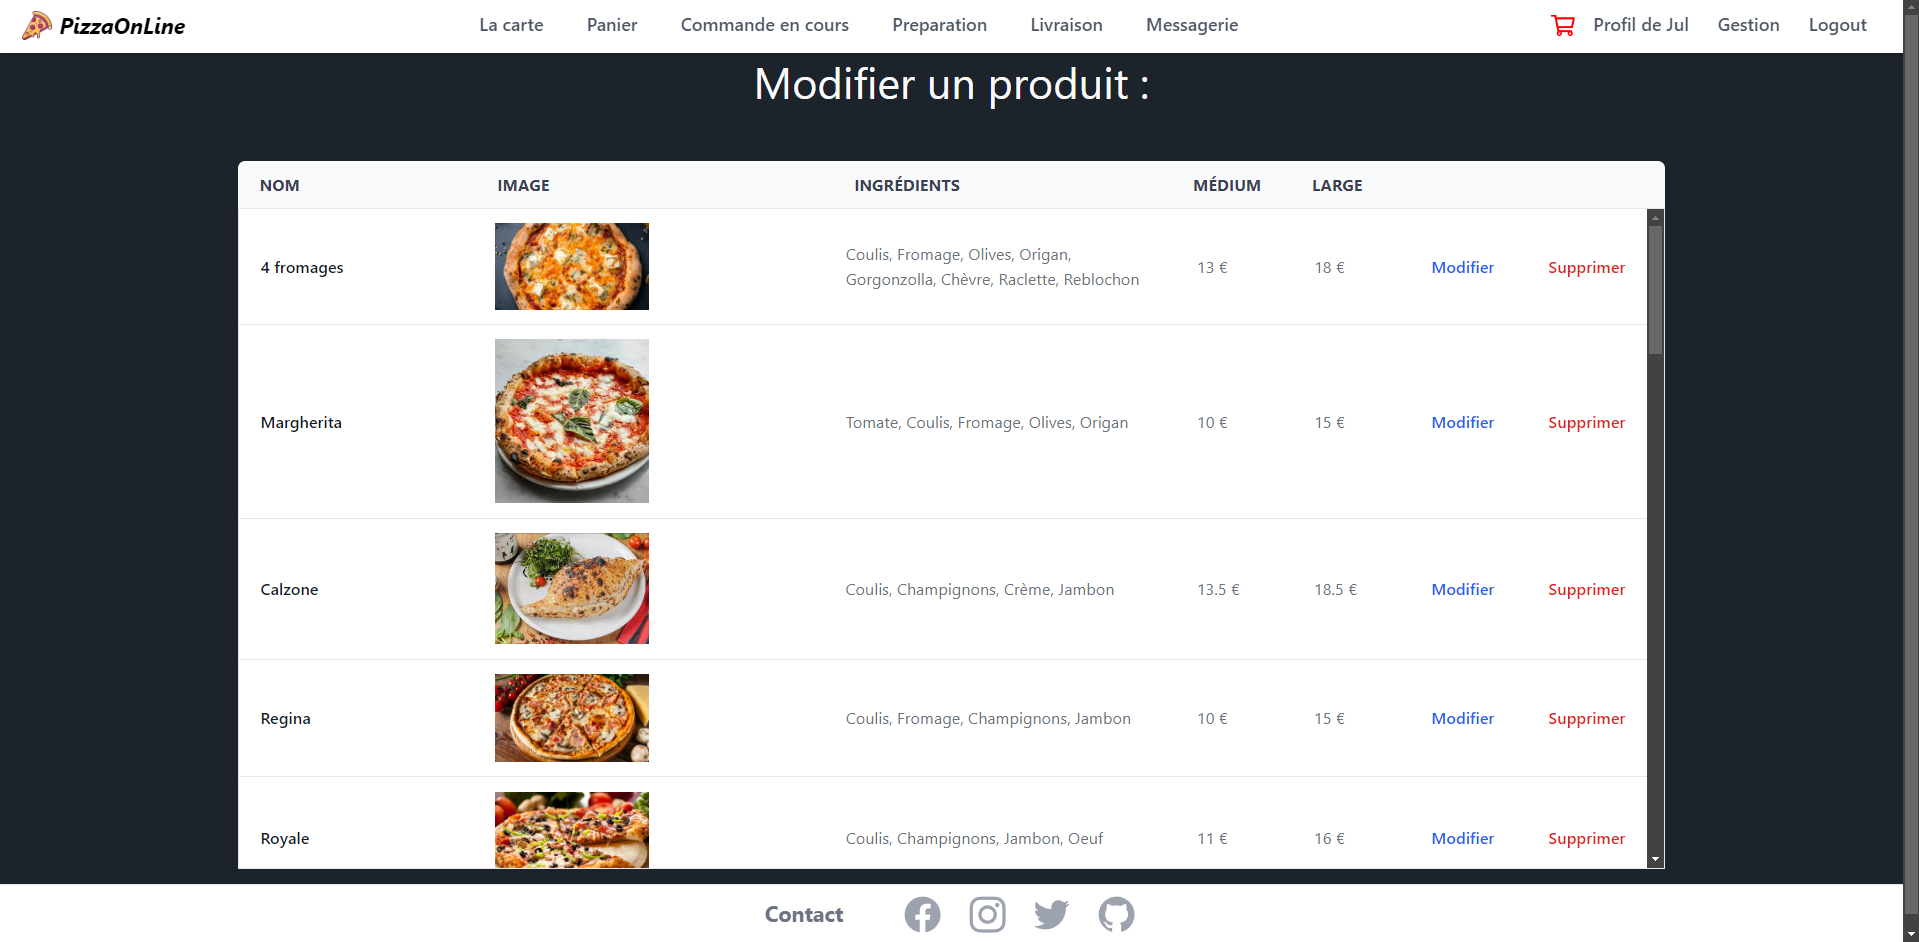 PizzaOnLine La carte Panier Commande en cours Preparation Livraison Messagerie Profil de Jul Gestion Logout
Modifier un produit :
NOM IMAGE INGRÉDIENTS MÉDIUM LARGE
4 fromages Coulis, Fromage, Olives, Origan, Gorgonzolla, Chèvre, Raclette, Reblochon 13 € 18 € Modifier Supprimer
Margherita Tomate, Coulis, Fromage, Olives, Origan 10 € 15 € Modifier Supprimer
Calzone Coulis, Champignons, Crème, Jambon 13.5 € 18.5 € Modifier Supprimer
Regina Coulis, Fromage, Champignons, Jambon 10 € 15 € Modifier Supprimer
Royale Coulis, Champignons, Jambon, Oeuf 11 € 16 € Modifier Supprimer
Contact